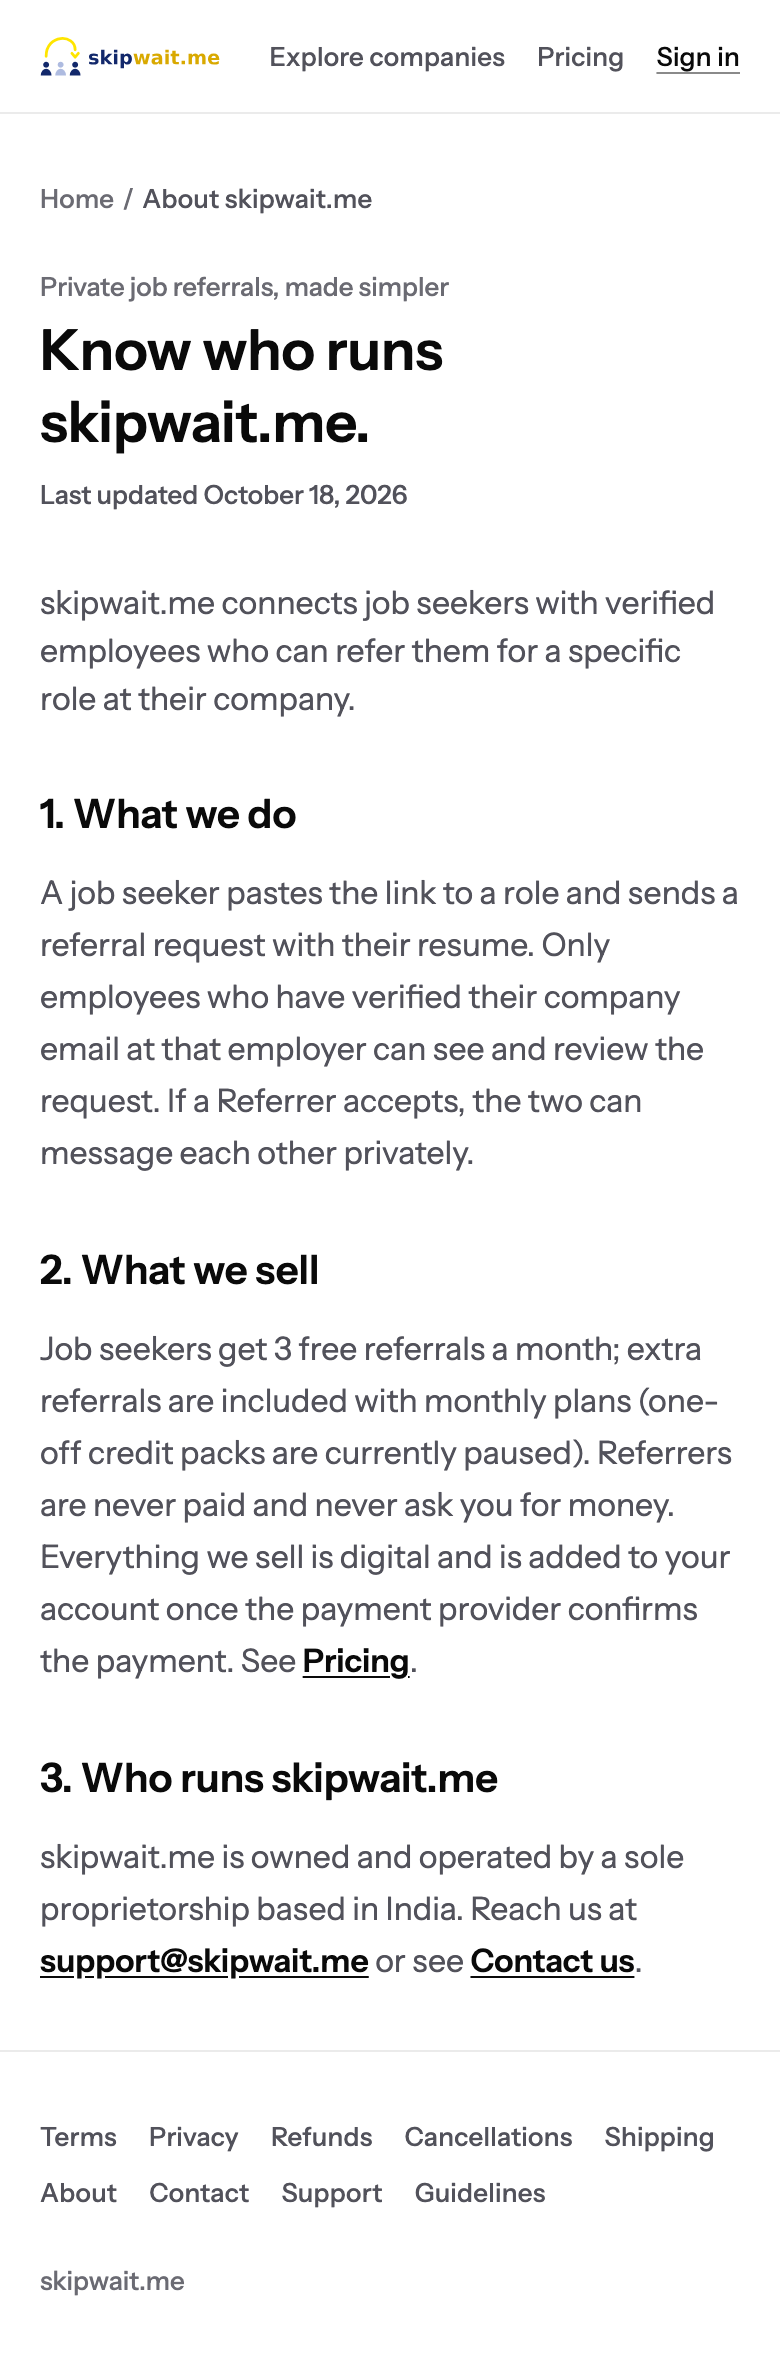 skipwait.me Explore companies Pricing Sign in
Home / About skipwait.me
Private job referrals, made simpler
Know who runs
skipwait.me.
Last updated October 18, 2026
skipwait.me connects job seekers with verified
employees who can refer them for a specific
role at their company.
1. What we do
A job seeker pastes the link to a role and sends a
referral request with their resume. Only
employees who have verified their company
email at that employer can see and review the
request. If a Referrer accepts, the two can
message each other privately.
2. What we sell
Job seekers get 3 free referrals a month; extra
referrals are included with monthly plans (one-
off credit packs are currently paused). Referrers
are never paid and never ask you for money.
Everything we sell is digital and is added to your
account once the payment provider confirms
the payment. See Pricing.
3. Who runs skipwait.me
skipwait.me is owned and operated by a sole
proprietorship based in India. Reach us at
support@skipwait.me or see Contact us.
Terms Privacy Refunds Cancellations Shipping
About Contact Support Guidelines
skipwait.me